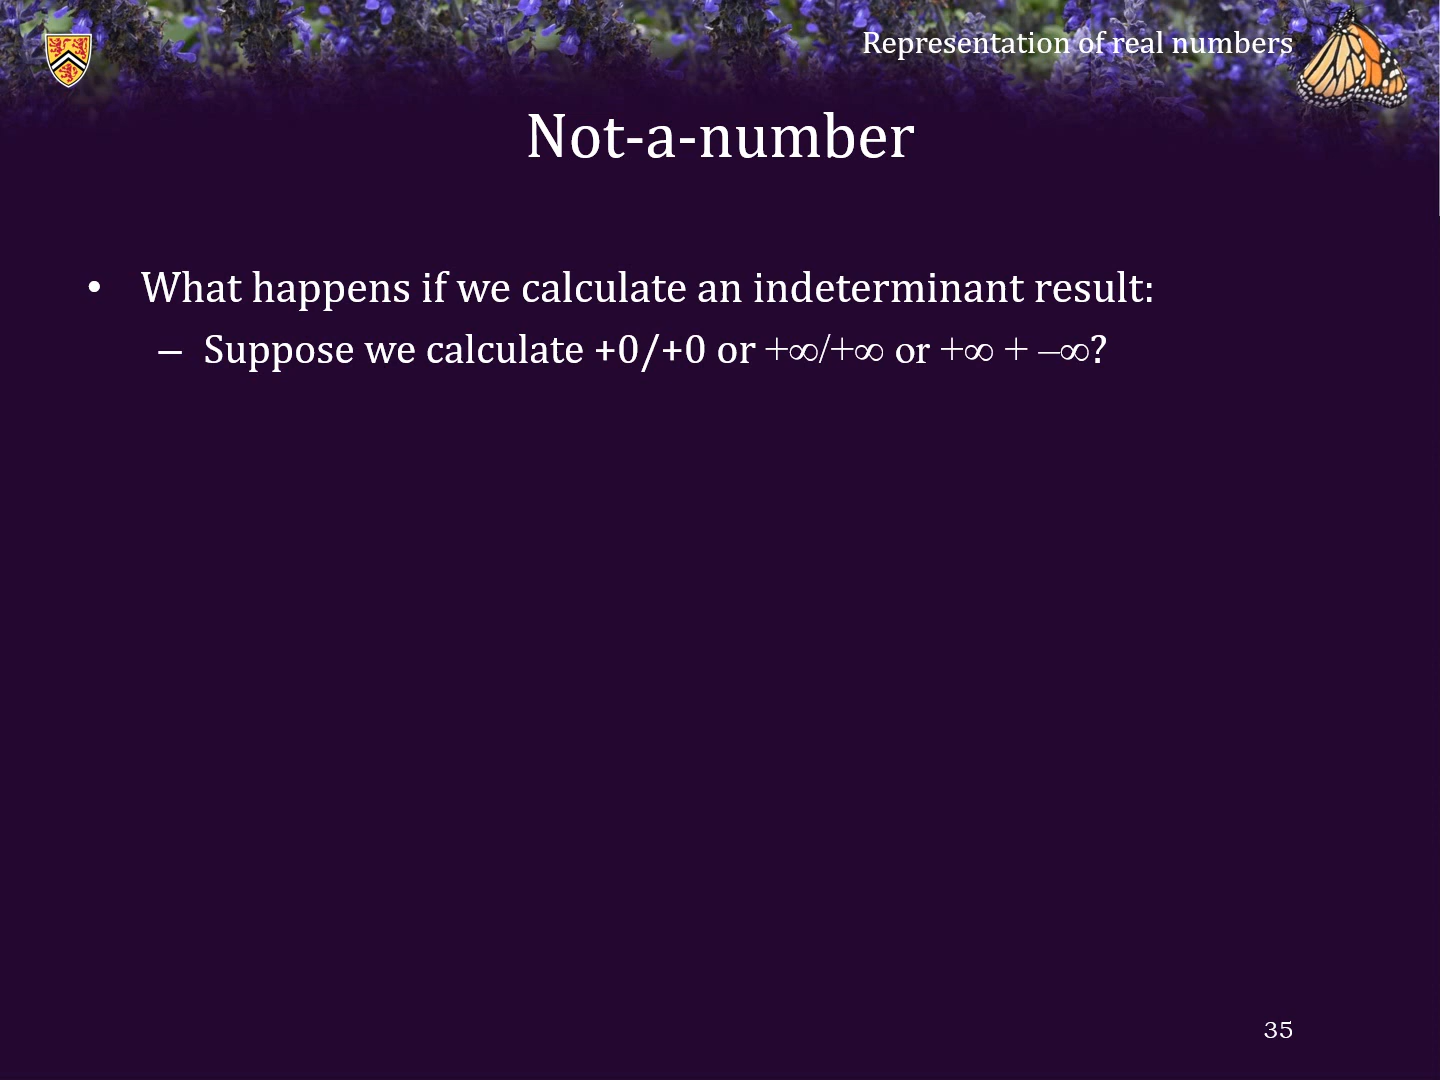 Representation of real numbers
Not-a-number
• What happens if we calculate an indeterminant result:
– Suppose we calculate +0/+0 or +∞/+∞ or +∞ + –∞?
35